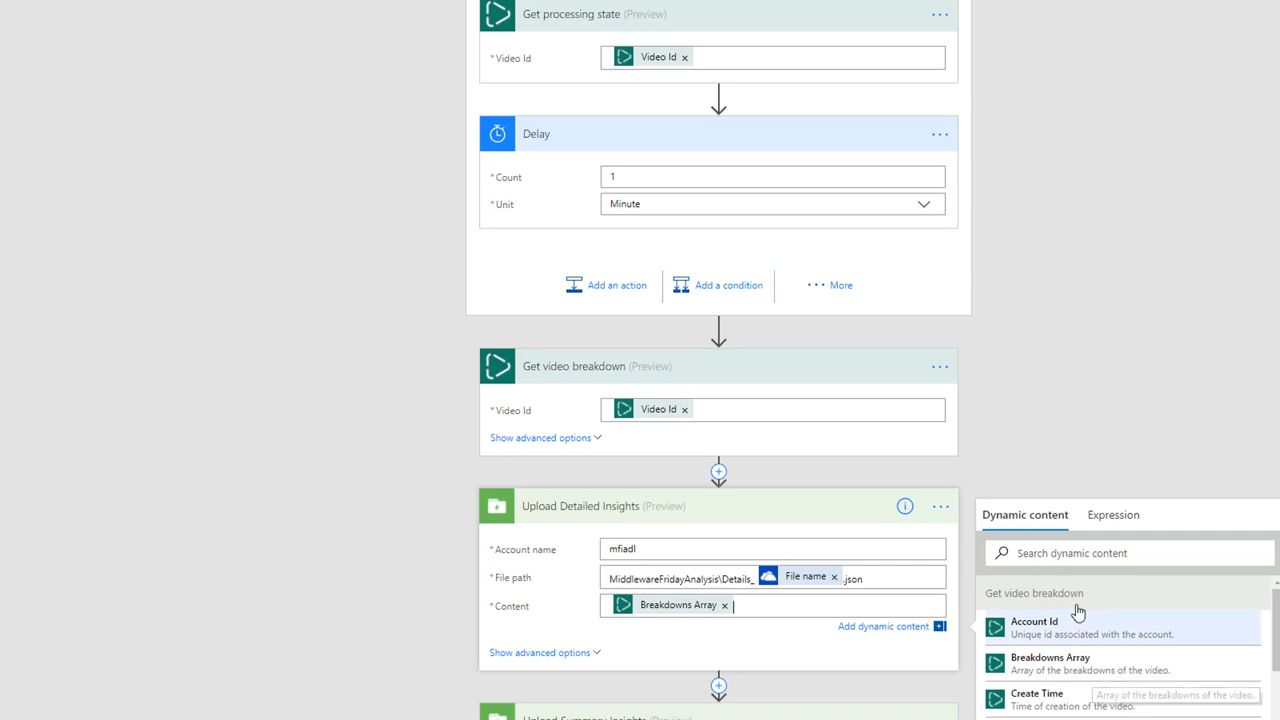 Get processing state (Preview)
* Video Id
Video Id x
Delay
* Count
1
* Unit
Minute
Add an action
Add a condition
More
Get video breakdown (Preview)
* Video Id
Video Id x
Show advanced options
Upload Detailed Insights (Preview)
* Account name
mfiadl
* File path
MiddlewareFridayAnalysis\Details_ File name x .json
* Content
Breakdowns Array x
Add dynamic content
Show advanced options
Upload Summary Insights (Preview)
Dynamic content
Expression
Search dynamic content
Get video breakdown
Account Id
Unique id associated with the account.
Breakdowns Array
Array of the breakdowns of the video.
Create Time
Time of creation of the video.
Array of the breakdowns of the video.